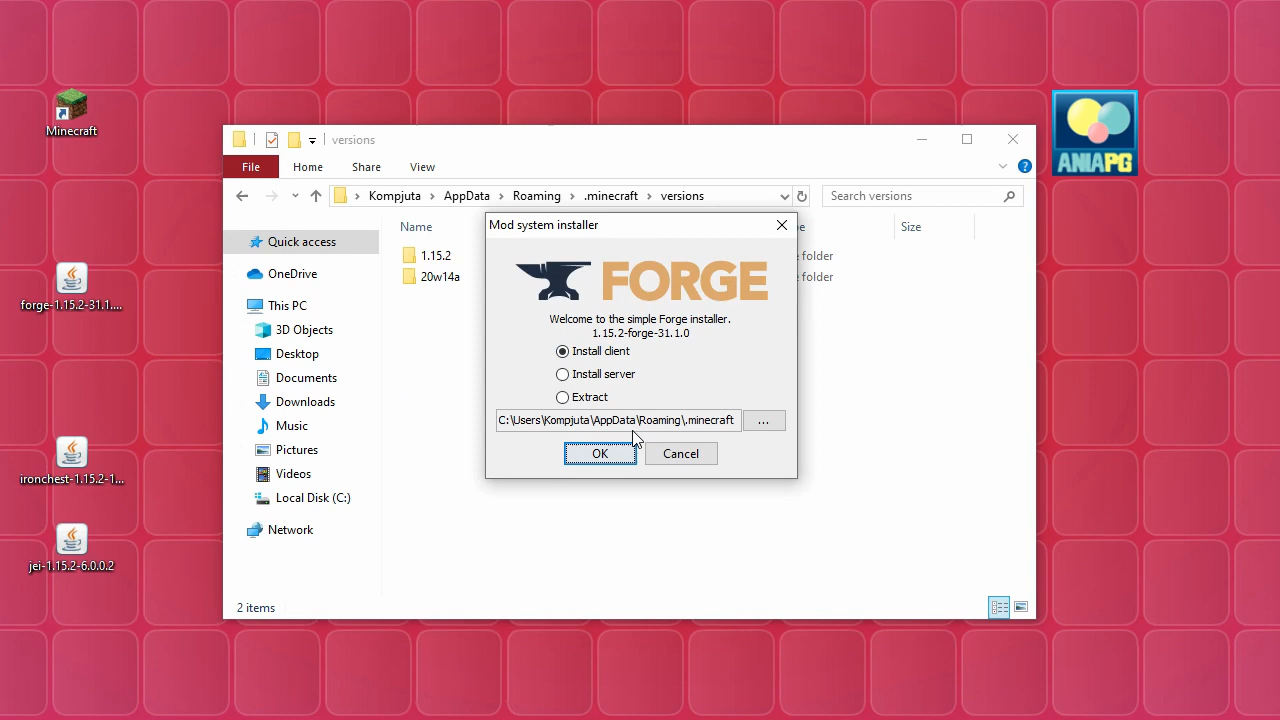 Minecraft
forge-1.15.2-31.1....
ironchest-1.15.2-1...
jei-1.15.2-6.0.0.2
ANIAPG
versions
File
Home
Share
View
Kompjuta
AppData
Roaming
.minecraft
versions
Search versions
Name
Size
Quick access
OneDrive
This PC
3D Objects
Desktop
Documents
Downloads
Music
Pictures
Videos
Local Disk (C:)
Network
1.15.2
folder
20w14a
folder
2 items
Mod system installer
FORGE
Welcome to the simple Forge installer.
1.15.2-forge-31.1.0
Install client
Install server
Extract
C:\Users\Kompjuta\AppData\Roaming\.minecraft
...
OK
Cancel